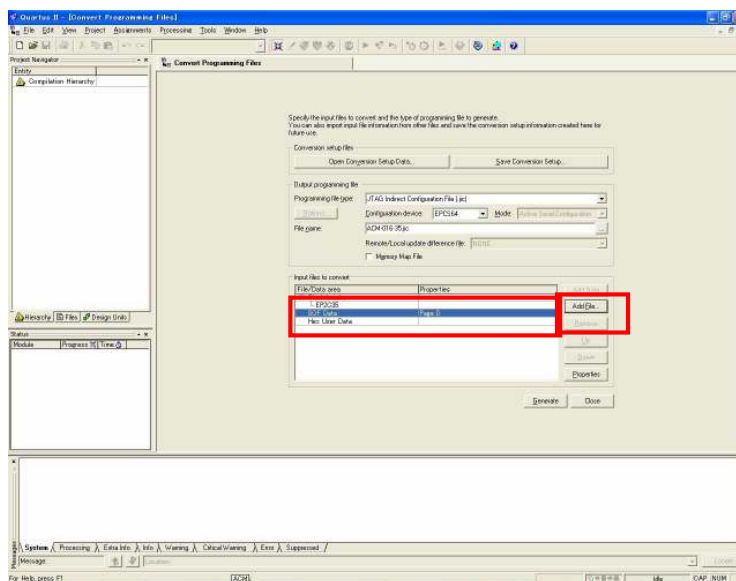 Quartus II - [Convert Programming Files]
File Edit View Project Assignments Processing Tools Window Help
Project Navigator
Entity
Compilation Hierarchy
Hierarchy Files Design Units
Status
Module Progress % Time
Convert Programming Files
Specify the input files to convert and the type of programming file to generate.
You can also import input file information from other files and save the conversion setup information created here for
future use.
Conversion setup files
Open Conversion Setup Data...
Save Conversion Setup...
Output programming file
Programming file type: JTAG Indirect Configuration File (.jic)
Options...
Configuration device: EPCS64
Mode: Active Serial Configuration
File name: ACM-016-35.jic
...
Remote/Local update difference file: NONE
Memory Map File
Input files to convert
File/Data area Properties
EP2C35
SOF Data Page 0
Hex User Data
Add File...
Remove
Up
Down
Properties
Generate Close
Messages
System Processing Extra Info Info Warning Critical Warning Error Suppressed
Message:
Location:
For Help, press F1
Idle
CAP NUM